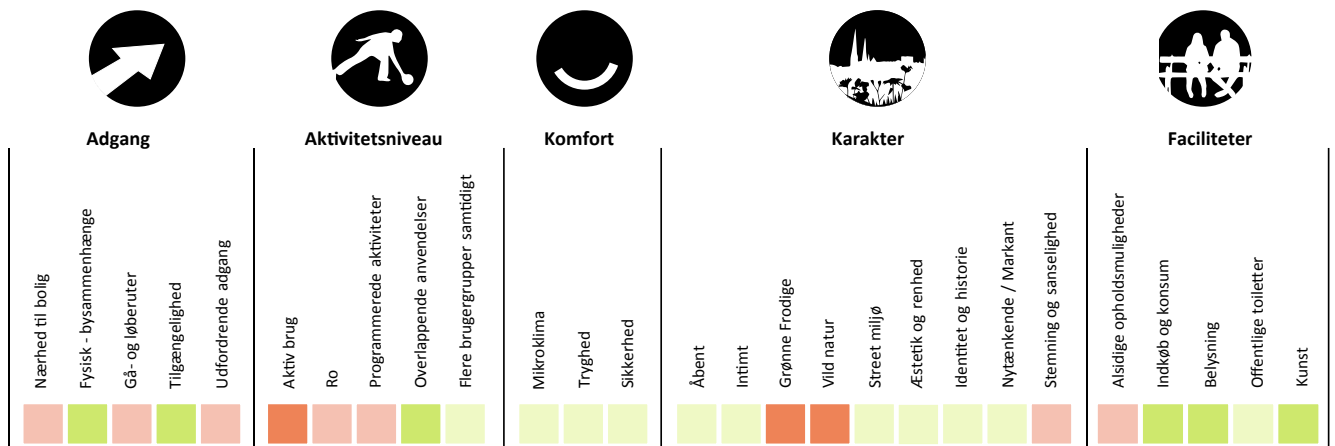 Adgang
Aktivitetsniveau
Komfort
Karakter
Faciliteter
Nærhed til bolig
Fysisk - bysammenhænge
Gå- og løberuter
Tilgængelighed
Udfordrende adgang
Aktiv brug
Ro
Programmerede aktiviteter
Overlappende anvendelser
Flere brugergrupper samtidigt
Mikroklima
Tryghed
Sikkerhed
Åbent
Intimt
Grønne Frodige
Vild natur
Street miljø
Æstetik og renhed
Identitet og historie
Nytænkende / Markant
Stemning og sanselighed
Alsidige opholdsmuligheder
Indkøb og konsum
Belysning
Offentlige toiletter
Kunst